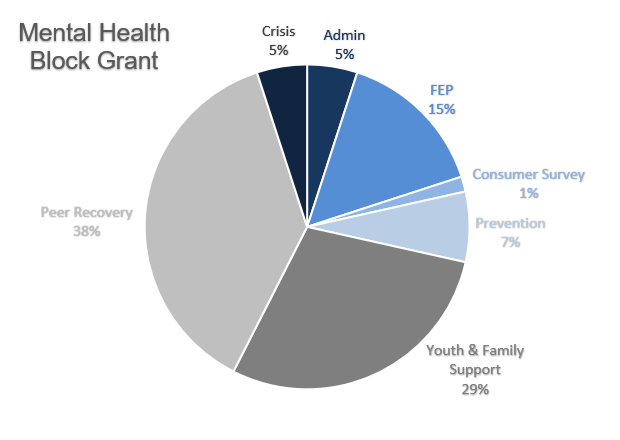 Mental Health
Block Grant
Crisis
5%
Admin
5%
FEP
15%
Consumer Survey
1%
Prevention
7%
Youth & Family
Support
29%
Peer Recovery
38%